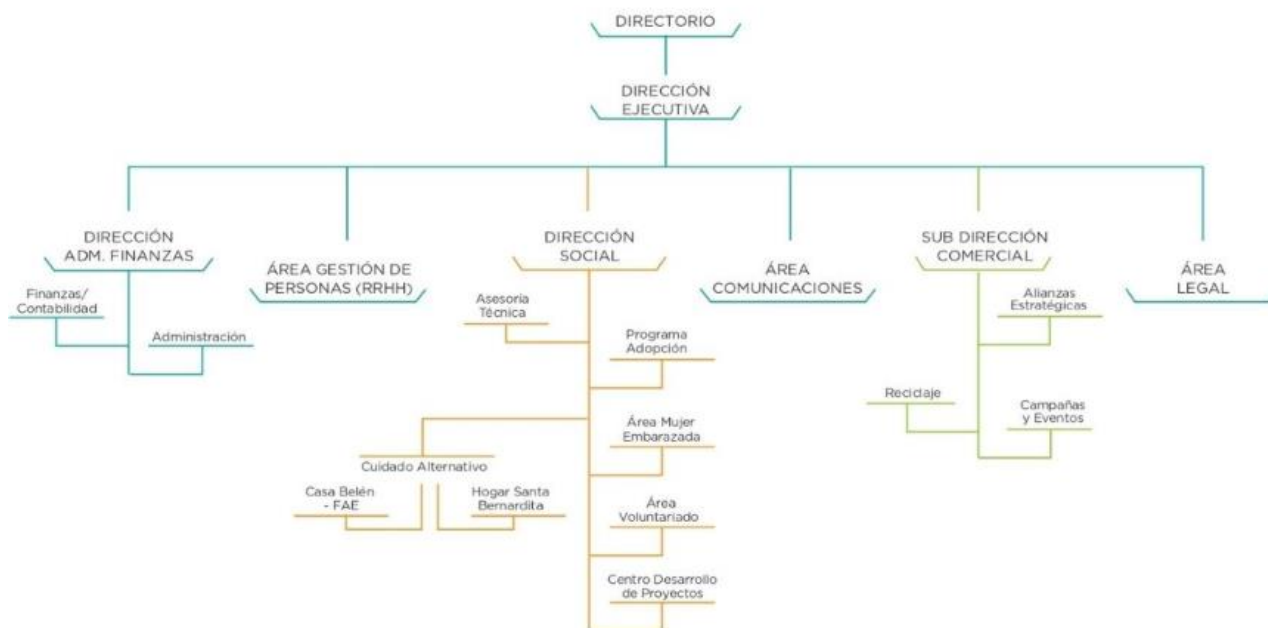 DIRECTORIO
DIRECCIÓN
EJECUTIVA
DIRECCIÓN
ADM. FINANZAS
ÁREA GESTIÓN DE
PERSONAS (RRHH)
DIRECCIÓN
SOCIAL
ÁREA
COMUNICACIONES
SUB DIRECCIÓN
COMERCIAL
ÁREA
LEGAL
Finanzas/
Contabilidad
Administración
Asesoría
Técnica
Programa
Adopción
Área Mujer
Embarazada
Cuidado Alternativo
Casa Belén
- FAE
Hogar Santa
Bernardita
Área
Voluntariado
Centro Desarrollo
de Proyectos
Alianzas
Estratégicas
Reciclaje
Campañas
y Eventos